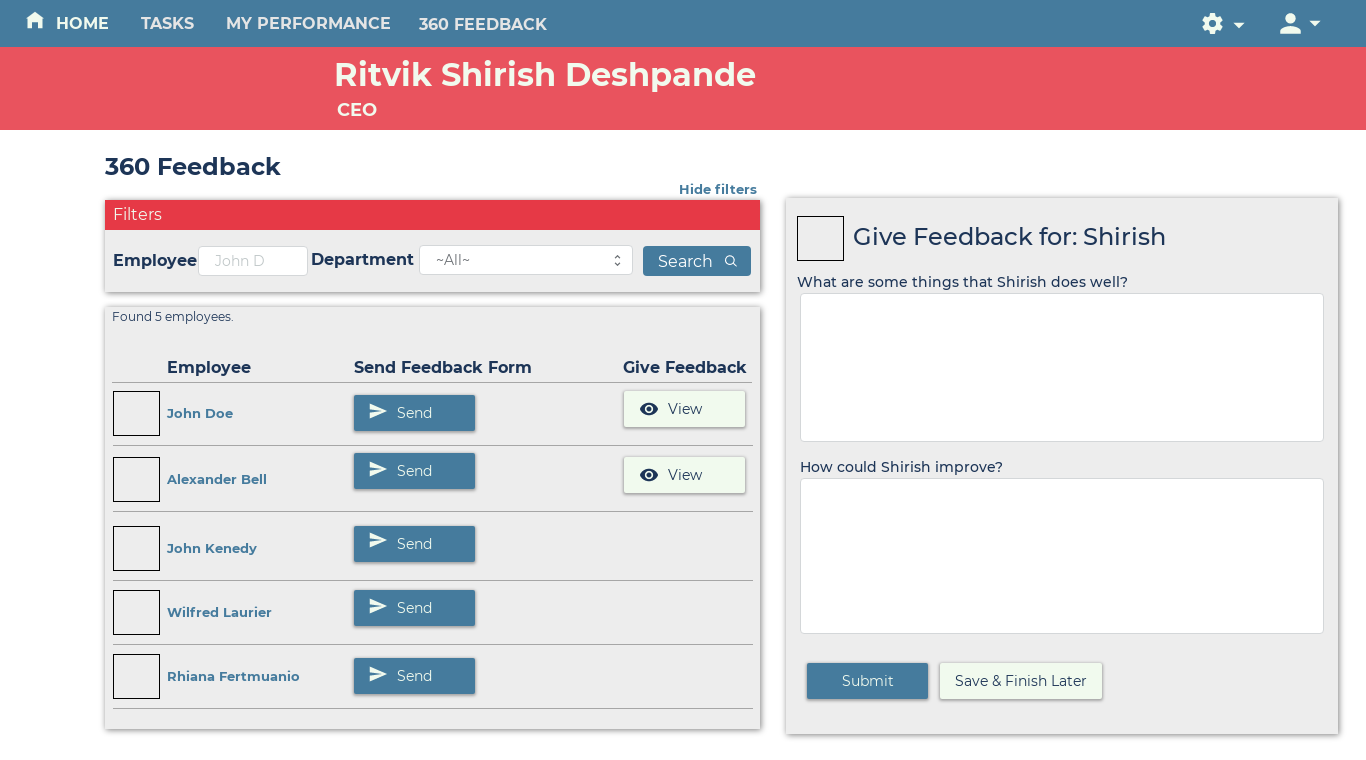 HOME TASKS MY PERFORMANCE 360 FEEDBACK
Ritvik Shirish Deshpande
CEO
360 Feedback
Hide filters
Filters
Employee John D Department ~All~ Search
Found 5 employees.
Employee Send Feedback Form Give Feedback
John Doe Send View
Alexander Bell Send View
John Kenedy Send
Wilfred Laurier Send
Rhiana Fertmuanio Send
Give Feedback for: Shirish
What are some things that Shirish does well?
How could Shirish improve?
Submit Save & Finish Later